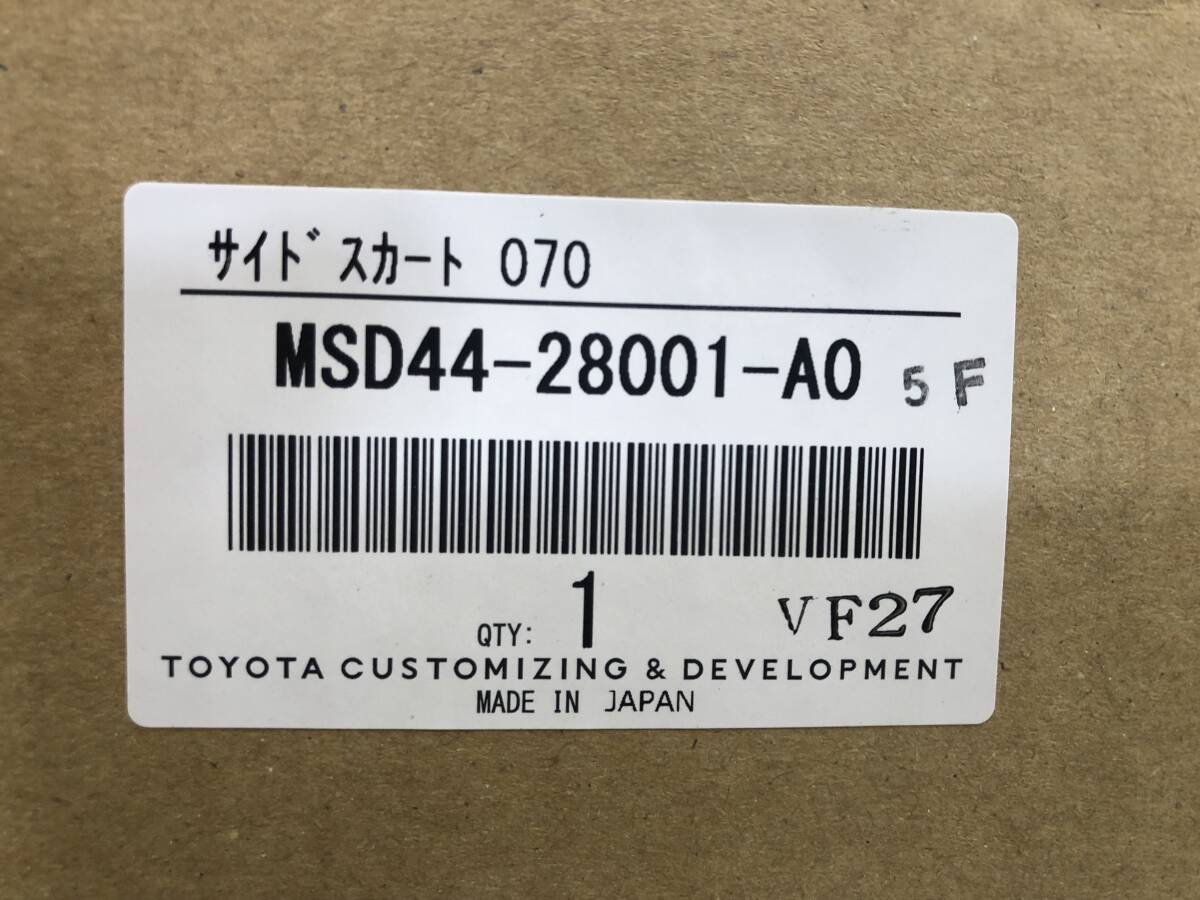 ｻｲﾄﾞｽｶｰﾄ 070
MSD44-28001-A0 5 F
QTY: 1 VF27
TOYOTA CUSTOMIZING & DEVELOPMENT
MADE IN JAPAN